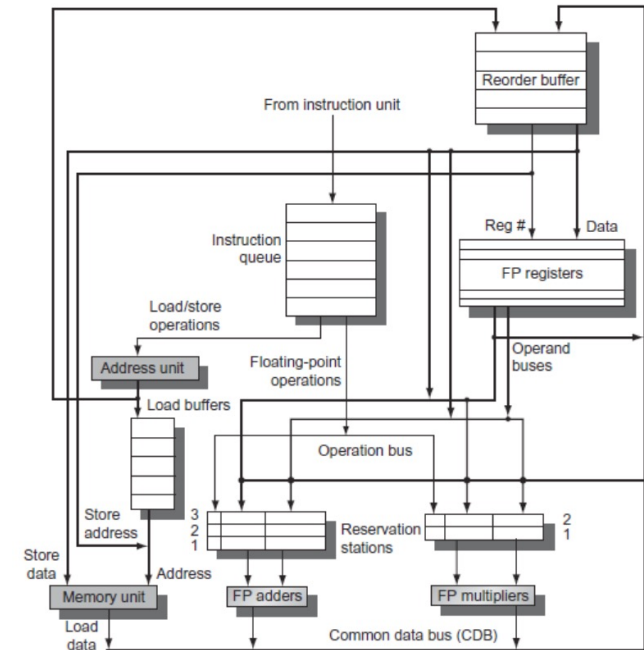 Reorder buffer
From instruction unit
Reg #
Data
Instruction
queue
FP registers
Load/store
operations
Operand
buses
Address unit
Floating-point
operations
Load buffers
Operation bus
Store
address
3
2
1
Reservation
stations
2
1
Store
data
Address
Memory unit
FP adders
FP multipliers
Load
data
Common data bus (CDB)